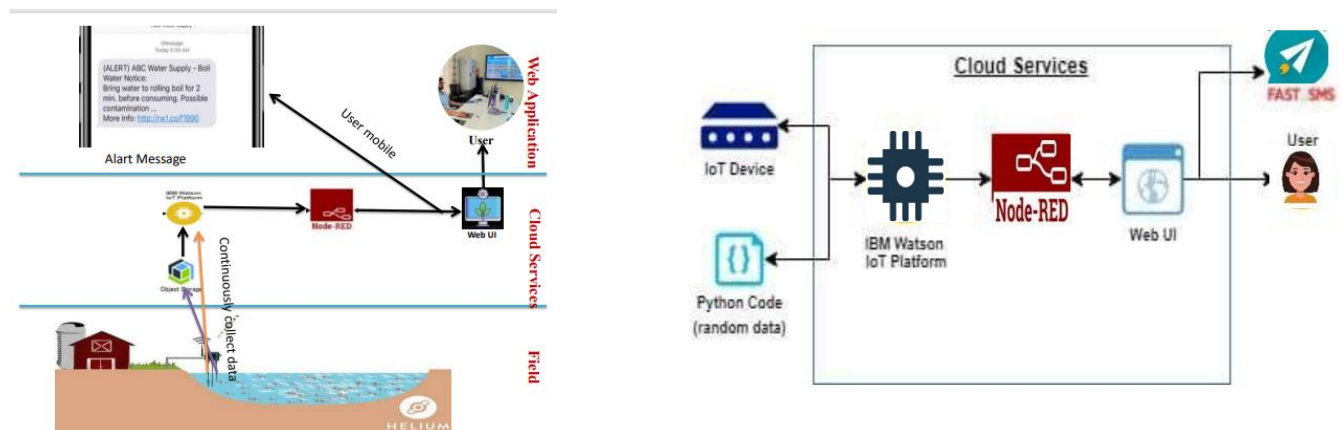 iMessage
Today 9:38 AM
(ALERT) ABC Water Supply – Boil
Water Notice:
Bring water to rolling boil for 2
min. before consuming. Possible
contamination ...
More Info: http://rw1.co/f1990
Alart Message
User mobile
User
Web Application
IBM Watson
IoT Platform
Node-RED
Web UI
Cloud Services
Object Storage
Continuously collect data
Field
HELIUM
Cloud Services
IoT Device
Python Code
(random data)
IBM Watson
IoT Platform
Node-RED
Web UI
FAST SMS
User